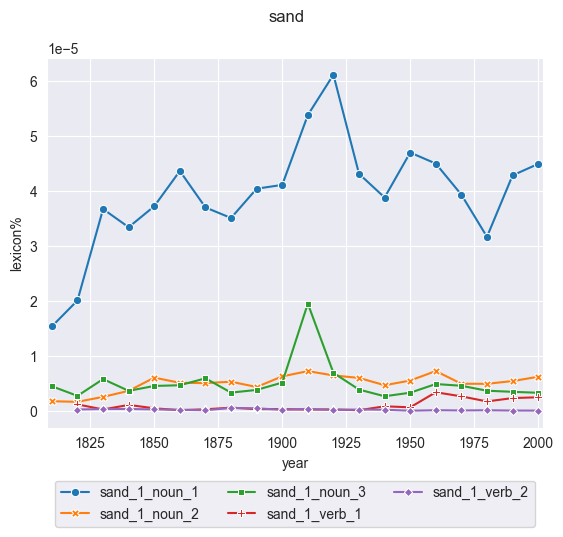 sand
1e−5
6
5
4
3
2
1
0
lexicon%
1825 1850 1875 1900 1925 1950 1975 2000
year
sand_1_noun_1 sand_1_noun_3 sand_1_verb_2
sand_1_noun_2 sand_1_verb_1